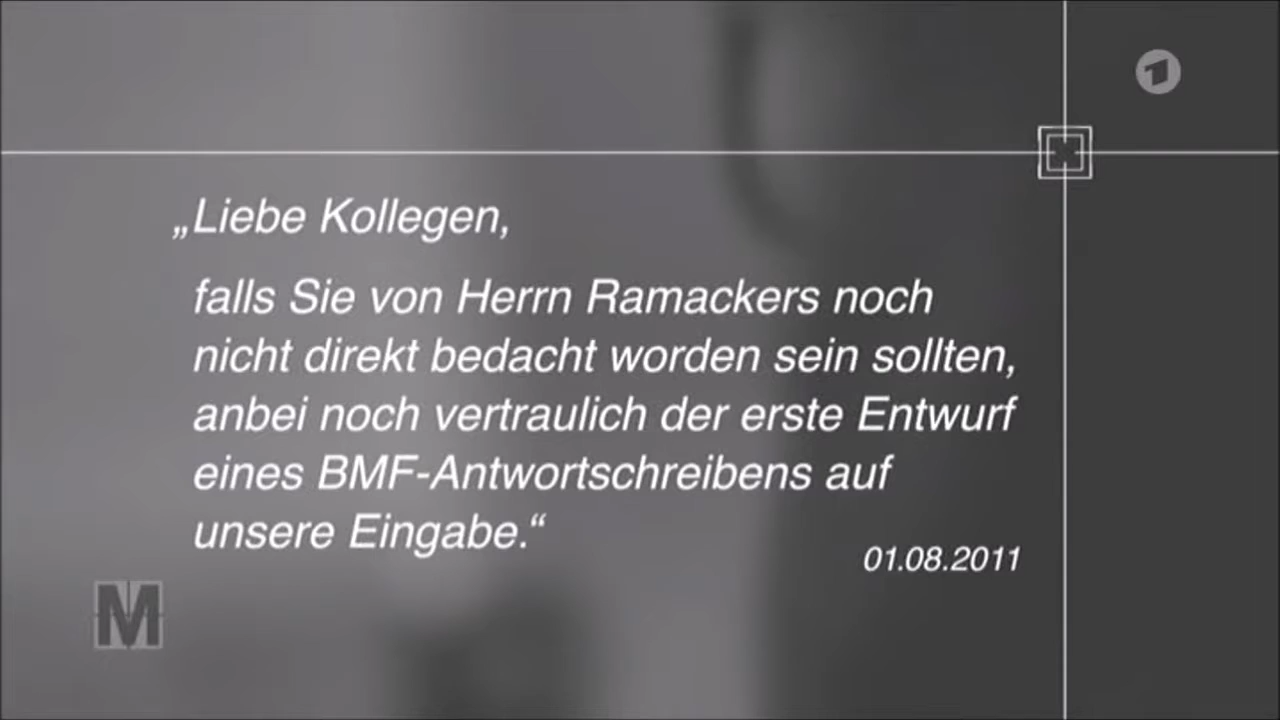 „Liebe Kollegen,
falls Sie von Herrn Ramackers noch
nicht direkt bedacht worden sein sollten,
anbei noch vertraulich der erste Entwurf
eines BMF-Antwortschreibens auf
unsere Eingabe.“
01.08.2011
M
1